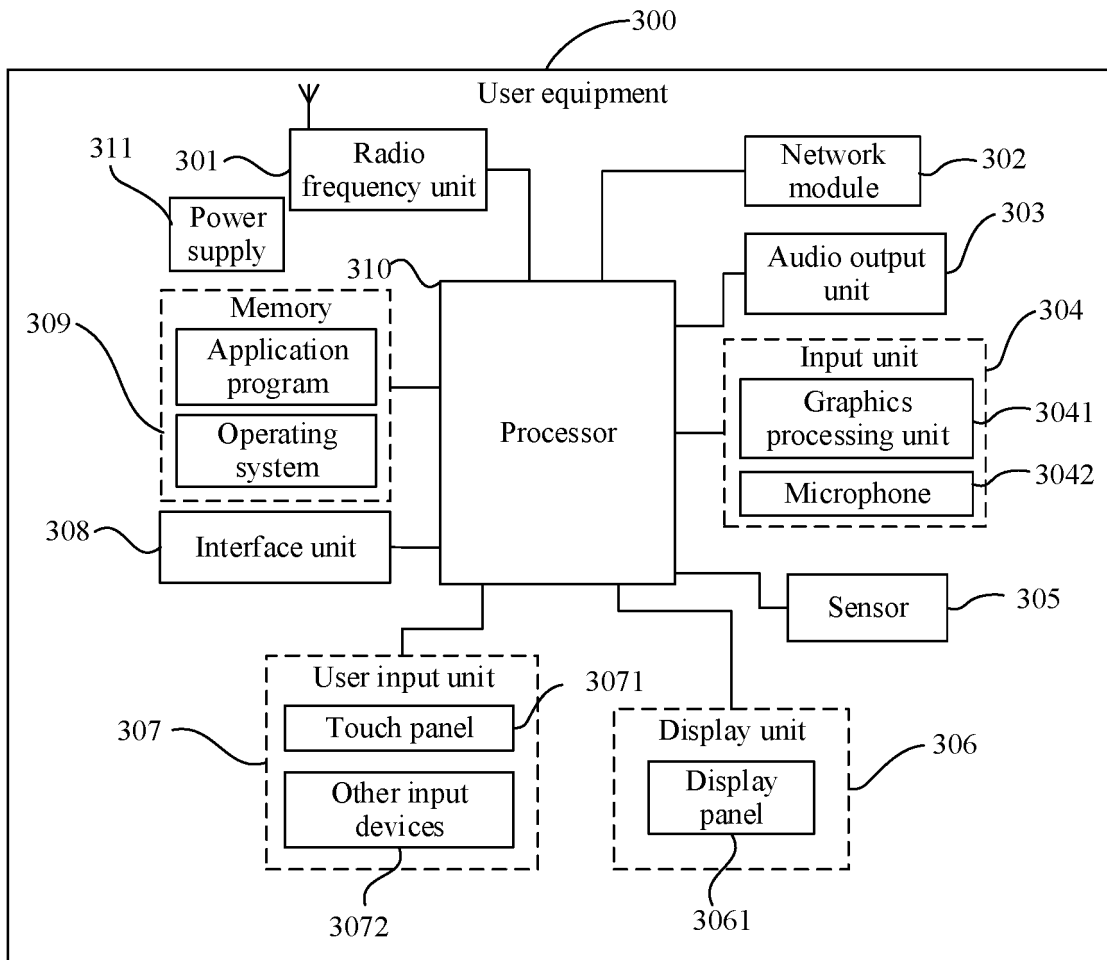 300
User equipment
311
301
Radio
frequency unit
Network
module
302
Power
supply
303
310
Audio output
unit
Memory
309
Application
program
Operating
system
Processor
304
Input unit
Graphics
processing unit
3041
3042
Microphone
308
Interface unit
Sensor
305
User input unit
3071
307
Touch panel
Other input
devices
3072
Display unit
306
Display
panel
3061